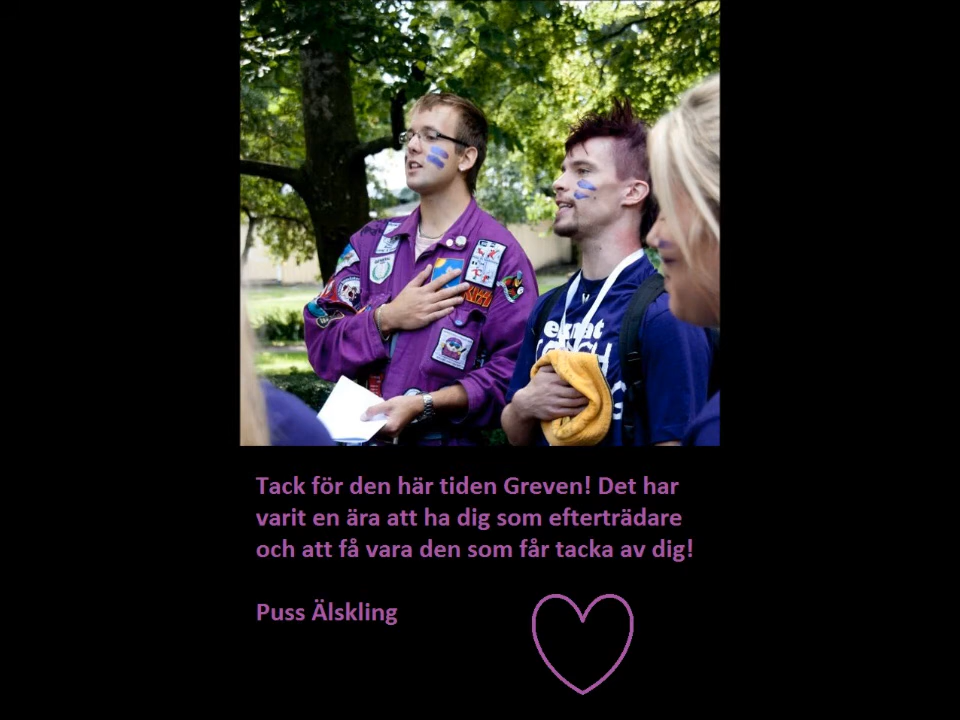 Tack för den här tiden Greven! Det har
varit en ära att ha dig som efterträdare
och att få vara den som får tacka av dig!
Puss Älskling